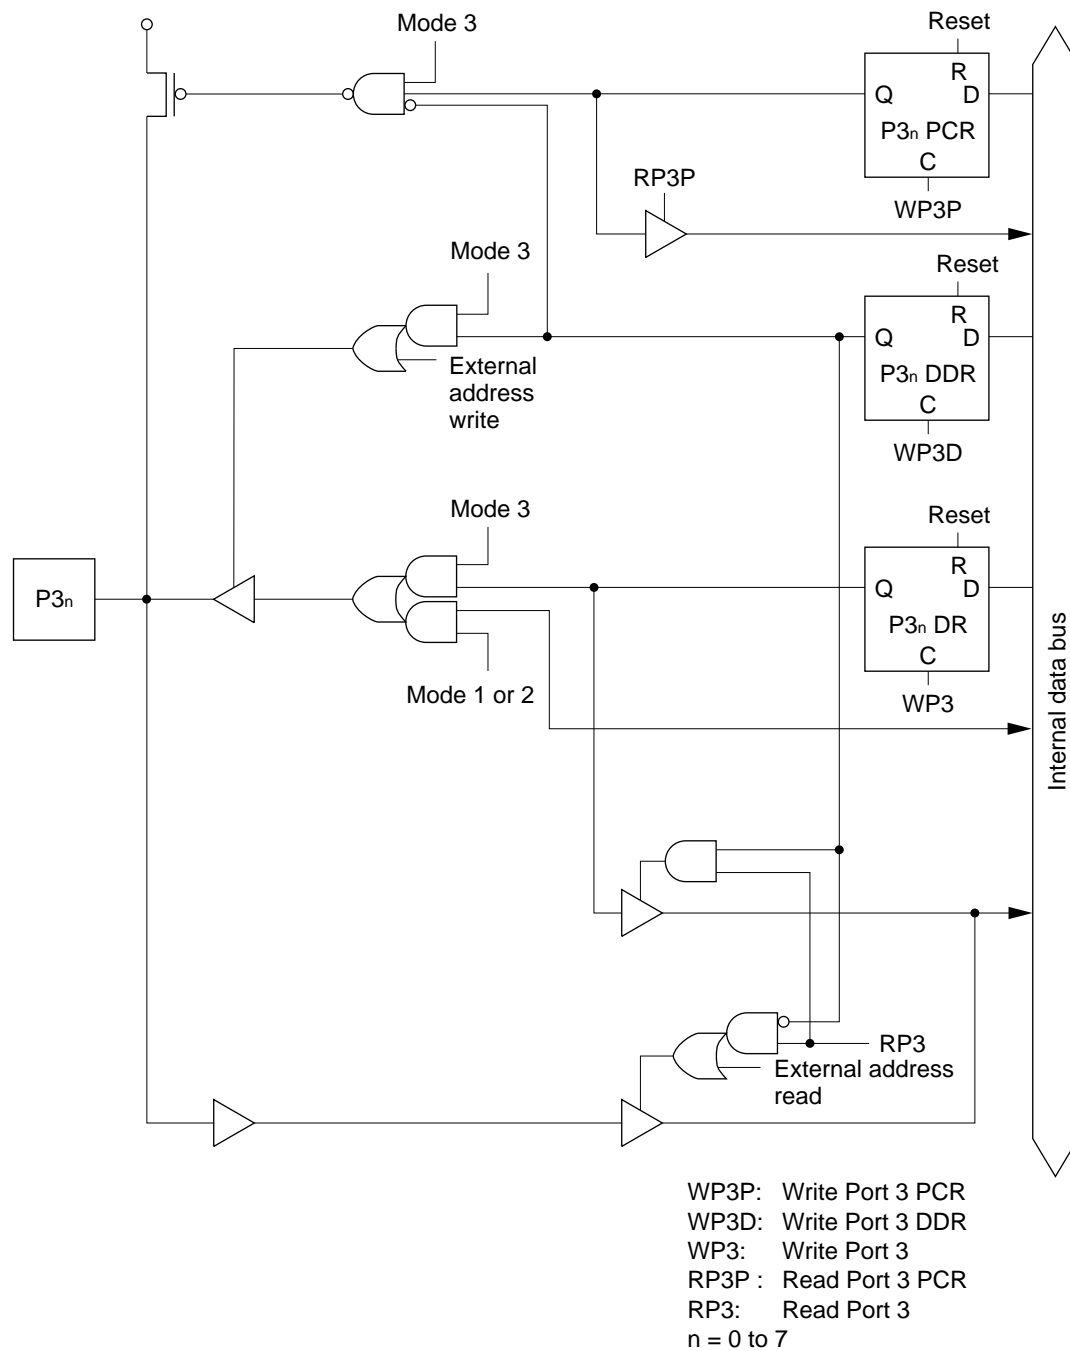 Mode 3
Reset
R
Q
D
P3n PCR
C
WP3P
RP3P
Mode 3
Reset
R
Q
D
P3n DDR
C
WP3D
External
address
write
Mode 3
Reset
R
Q
D
P3n DR
C
WP3
P3n
Mode 1 or 2
Internal data bus
RP3
External address
read
WP3P: Write Port 3 PCR
WP3D: Write Port 3 DDR
WP3: Write Port 3
RP3P : Read Port 3 PCR
RP3: Read Port 3
n = 0 to 7